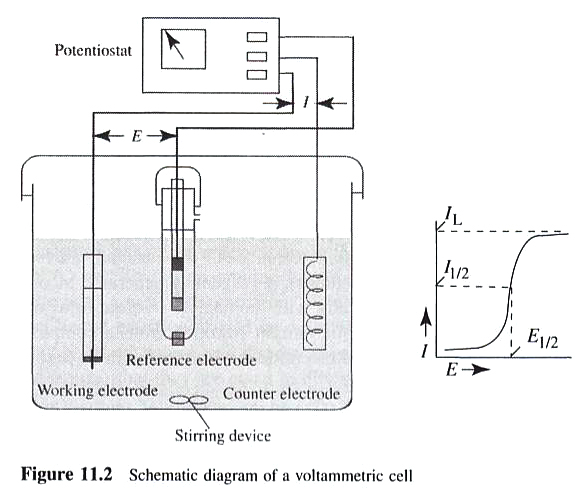 Potentiostat
I
E
Reference electrode
Working electrode
Counter electrode
Stirring device
I_L
I_1/2
E_1/2
I
E
Figure 11.2 Schematic diagram of a voltammetric cell